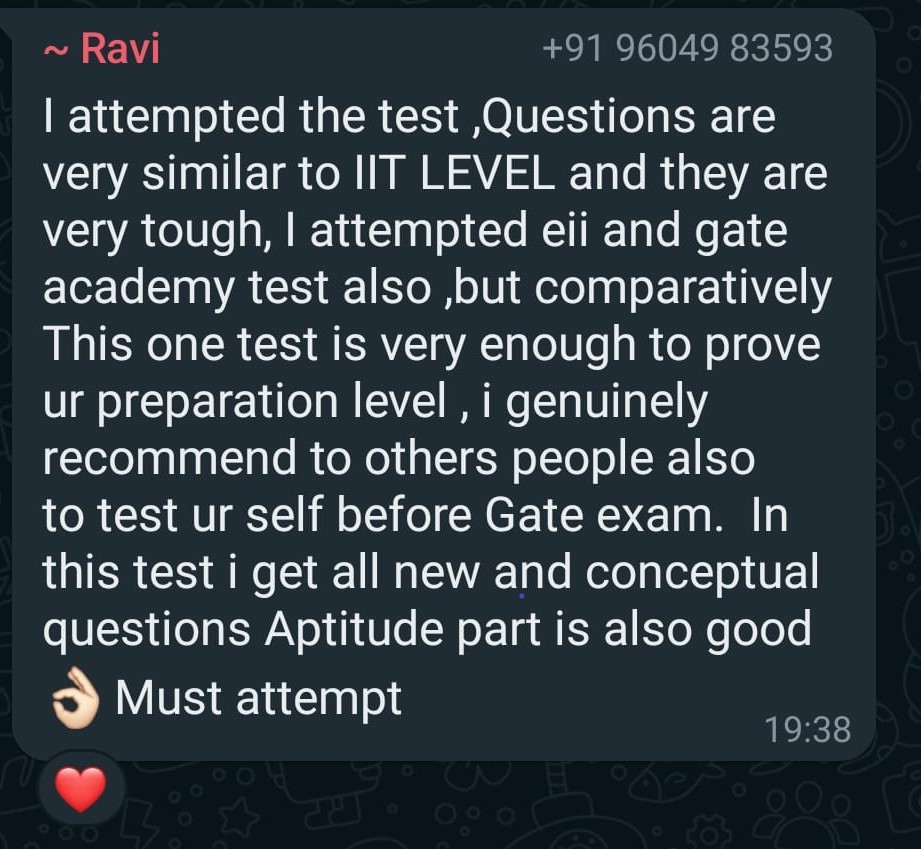 ~ Ravi +91 96049 83593
I attempted the test ,Questions are
very similar to IIT LEVEL and they are
very tough, I attempted eii and gate
academy test also ,but comparatively
This one test is very enough to prove
ur preparation level , i genuinely
recommend to others people also
to test ur self before Gate exam.  In
this test i get all new and conceptual
questions Aptitude part is also good
👌🏻 Must attempt
19:38